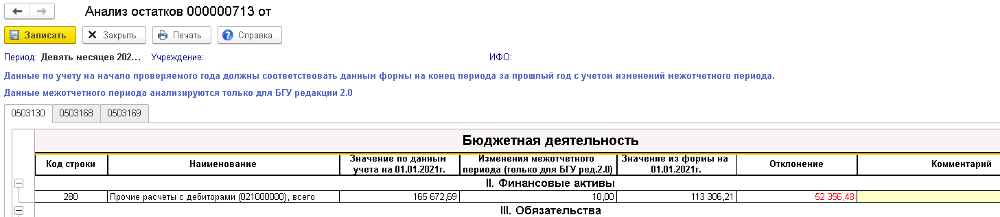 Анализ остатков 000000713 от
Записать Закрыть Печать Справка
Период: Девять месяцев 202... Учреждение: ИФО:
Данные по учету на начало проверяемого года должны соответствовать данным формы на конец периода за прошлый год с учетом изменений межотчетного периода.
Данные межотчетного периода анализируются только для БГУ редакции 2.0
0503130 0503168 0503169
Бюджетная деятельность
Код строки Наименование Значение по данным учета на 01.01.2021г. Изменения межотчетного периода (только для БГУ ред.2.0) Значение из формы на 01.01.2021г. Отклонение Комментарий
II. Финансовые активы
280 Прочие расчеты с дебиторами (021000000), всего 165 672,69 10,00 113 306,21 52 356,48
III. Обязательства